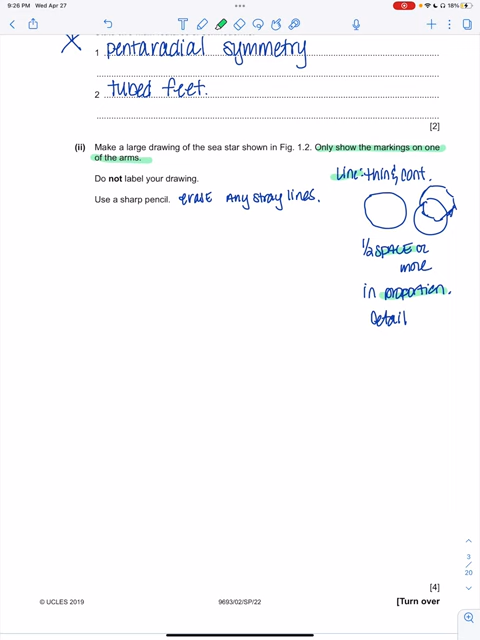 9:26 PM Wed Apr 27
18%
1 pentaradial symmetry
2 tubed feet.
[2]
(ii) Make a large drawing of the sea star shown in Fig. 1.2. Only show the markings on one
of the arms.
Line: thin & cont.
Do not label your drawing.
Use a sharp pencil. erase any stray lines.
1/2 space or
more
in proportion.
Detail
3
/
20
[4]
© UCLES 2019 9693/02/SP/22 [Turn over